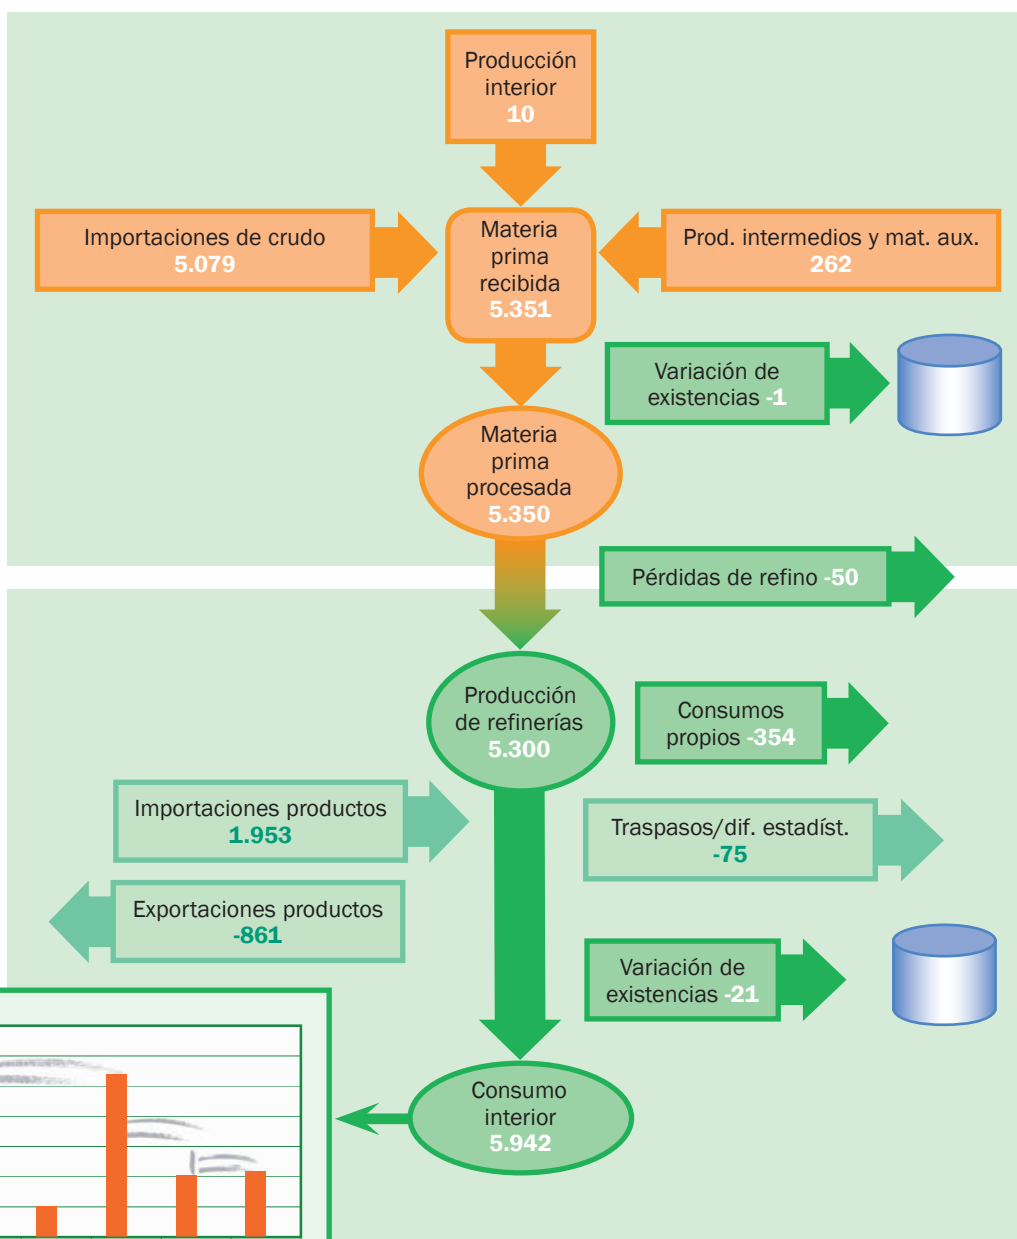 Producción
interior
10
Importaciones de crudo
5.079
Materia
prima
recibida
5.351
Prod. intermedios y mat. aux.
262
Variación de
existencias -1
Materia
prima
procesada
5.350
Pérdidas de refino -50
Producción
de refinerías
5.300
Consumos
propios -354
Importaciones productos
1.953
Traspasos/dif. estadíst.
-75
Exportaciones productos
-861
Variación de
existencias -21
Consumo
interior
5.942